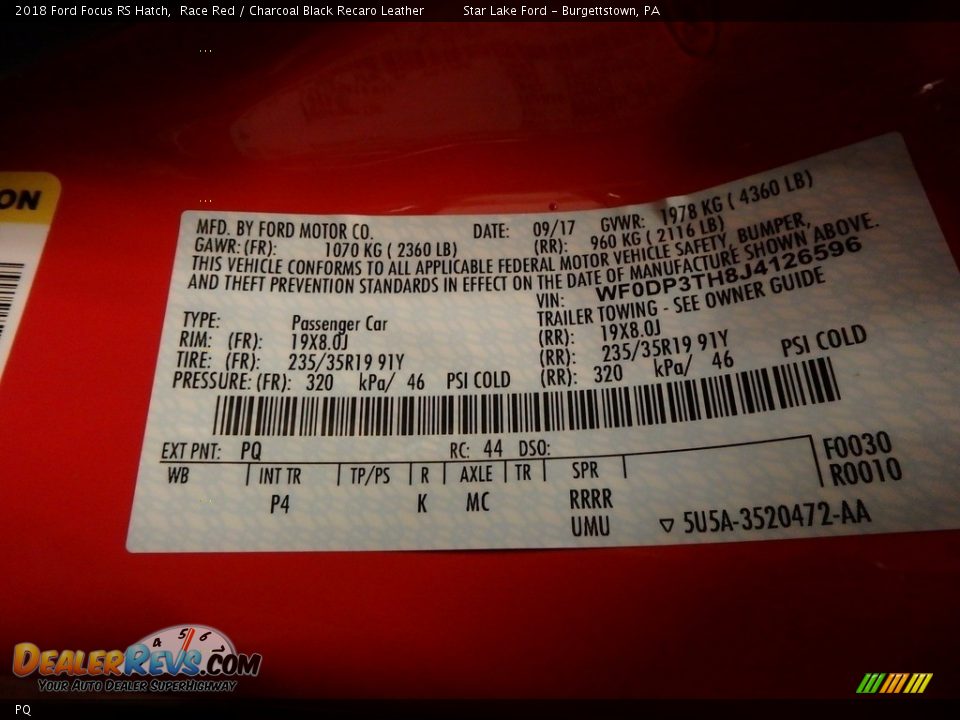 2018 Ford Focus RS Hatch, Race Red / Charcoal Black Recaro Leather Star Lake Ford - Burgettstown, PA
...
...
ON
MFD. BY FORD MOTOR CO. DATE: 09/17 GVWR: 1978 KG ( 4360 LB)
GAWR: (FR): 1070 KG ( 2360 LB) (RR): 960 KG ( 2116 LB)
THIS VEHICLE CONFORMS TO ALL APPLICABLE FEDERAL MOTOR VEHICLE SAFETY, BUMPER,
AND THEFT PREVENTION STANDARDS IN EFFECT ON THE DATE OF MANUFACTURE SHOWN ABOVE.
VIN: WF0DP3TH8J4126596
TYPE: Passenger Car TRAILER TOWING - SEE OWNER GUIDE
RIM: (FR): 19X8.0J (RR): 19X8.0J
TIRE: (FR): 235/35R19 91Y (RR): 235/35R19 91Y
PRESSURE: (FR): 320 kPa/ 46 PSI COLD (RR): 320 kPa/ 46 PSI COLD
EXT PNT: PQ RC: 44 DSO: F0030
WB INT TR TP/PS R AXLE TR SPR R0010
P4 K MC RRRR
UMU ▽ 5U5A-3520472-AA
4 5 6
DEALERREVS.COM
YOUR AUTO DEALER SUPERHIGHWAY
PQ